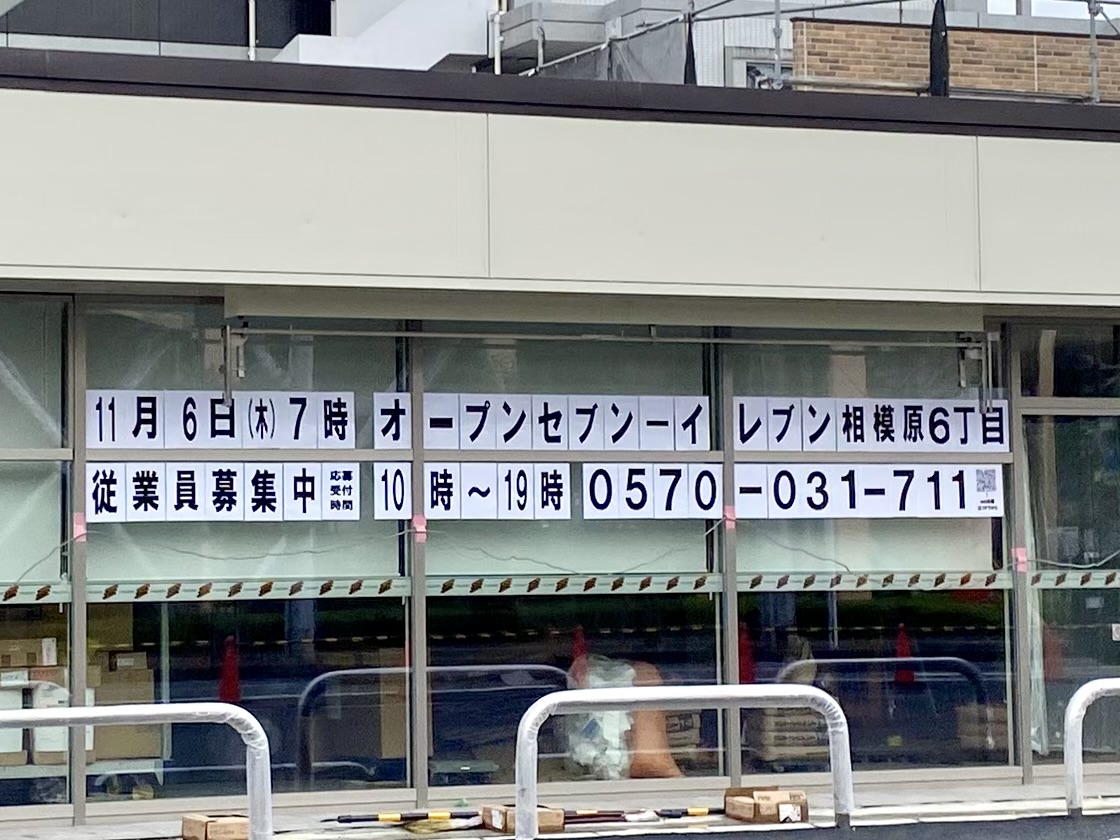 11月6日(木)7時オープンセブンーイレブン相模原6丁目
従業員募集中 応募受付時間 10時～19時 0570-031-711